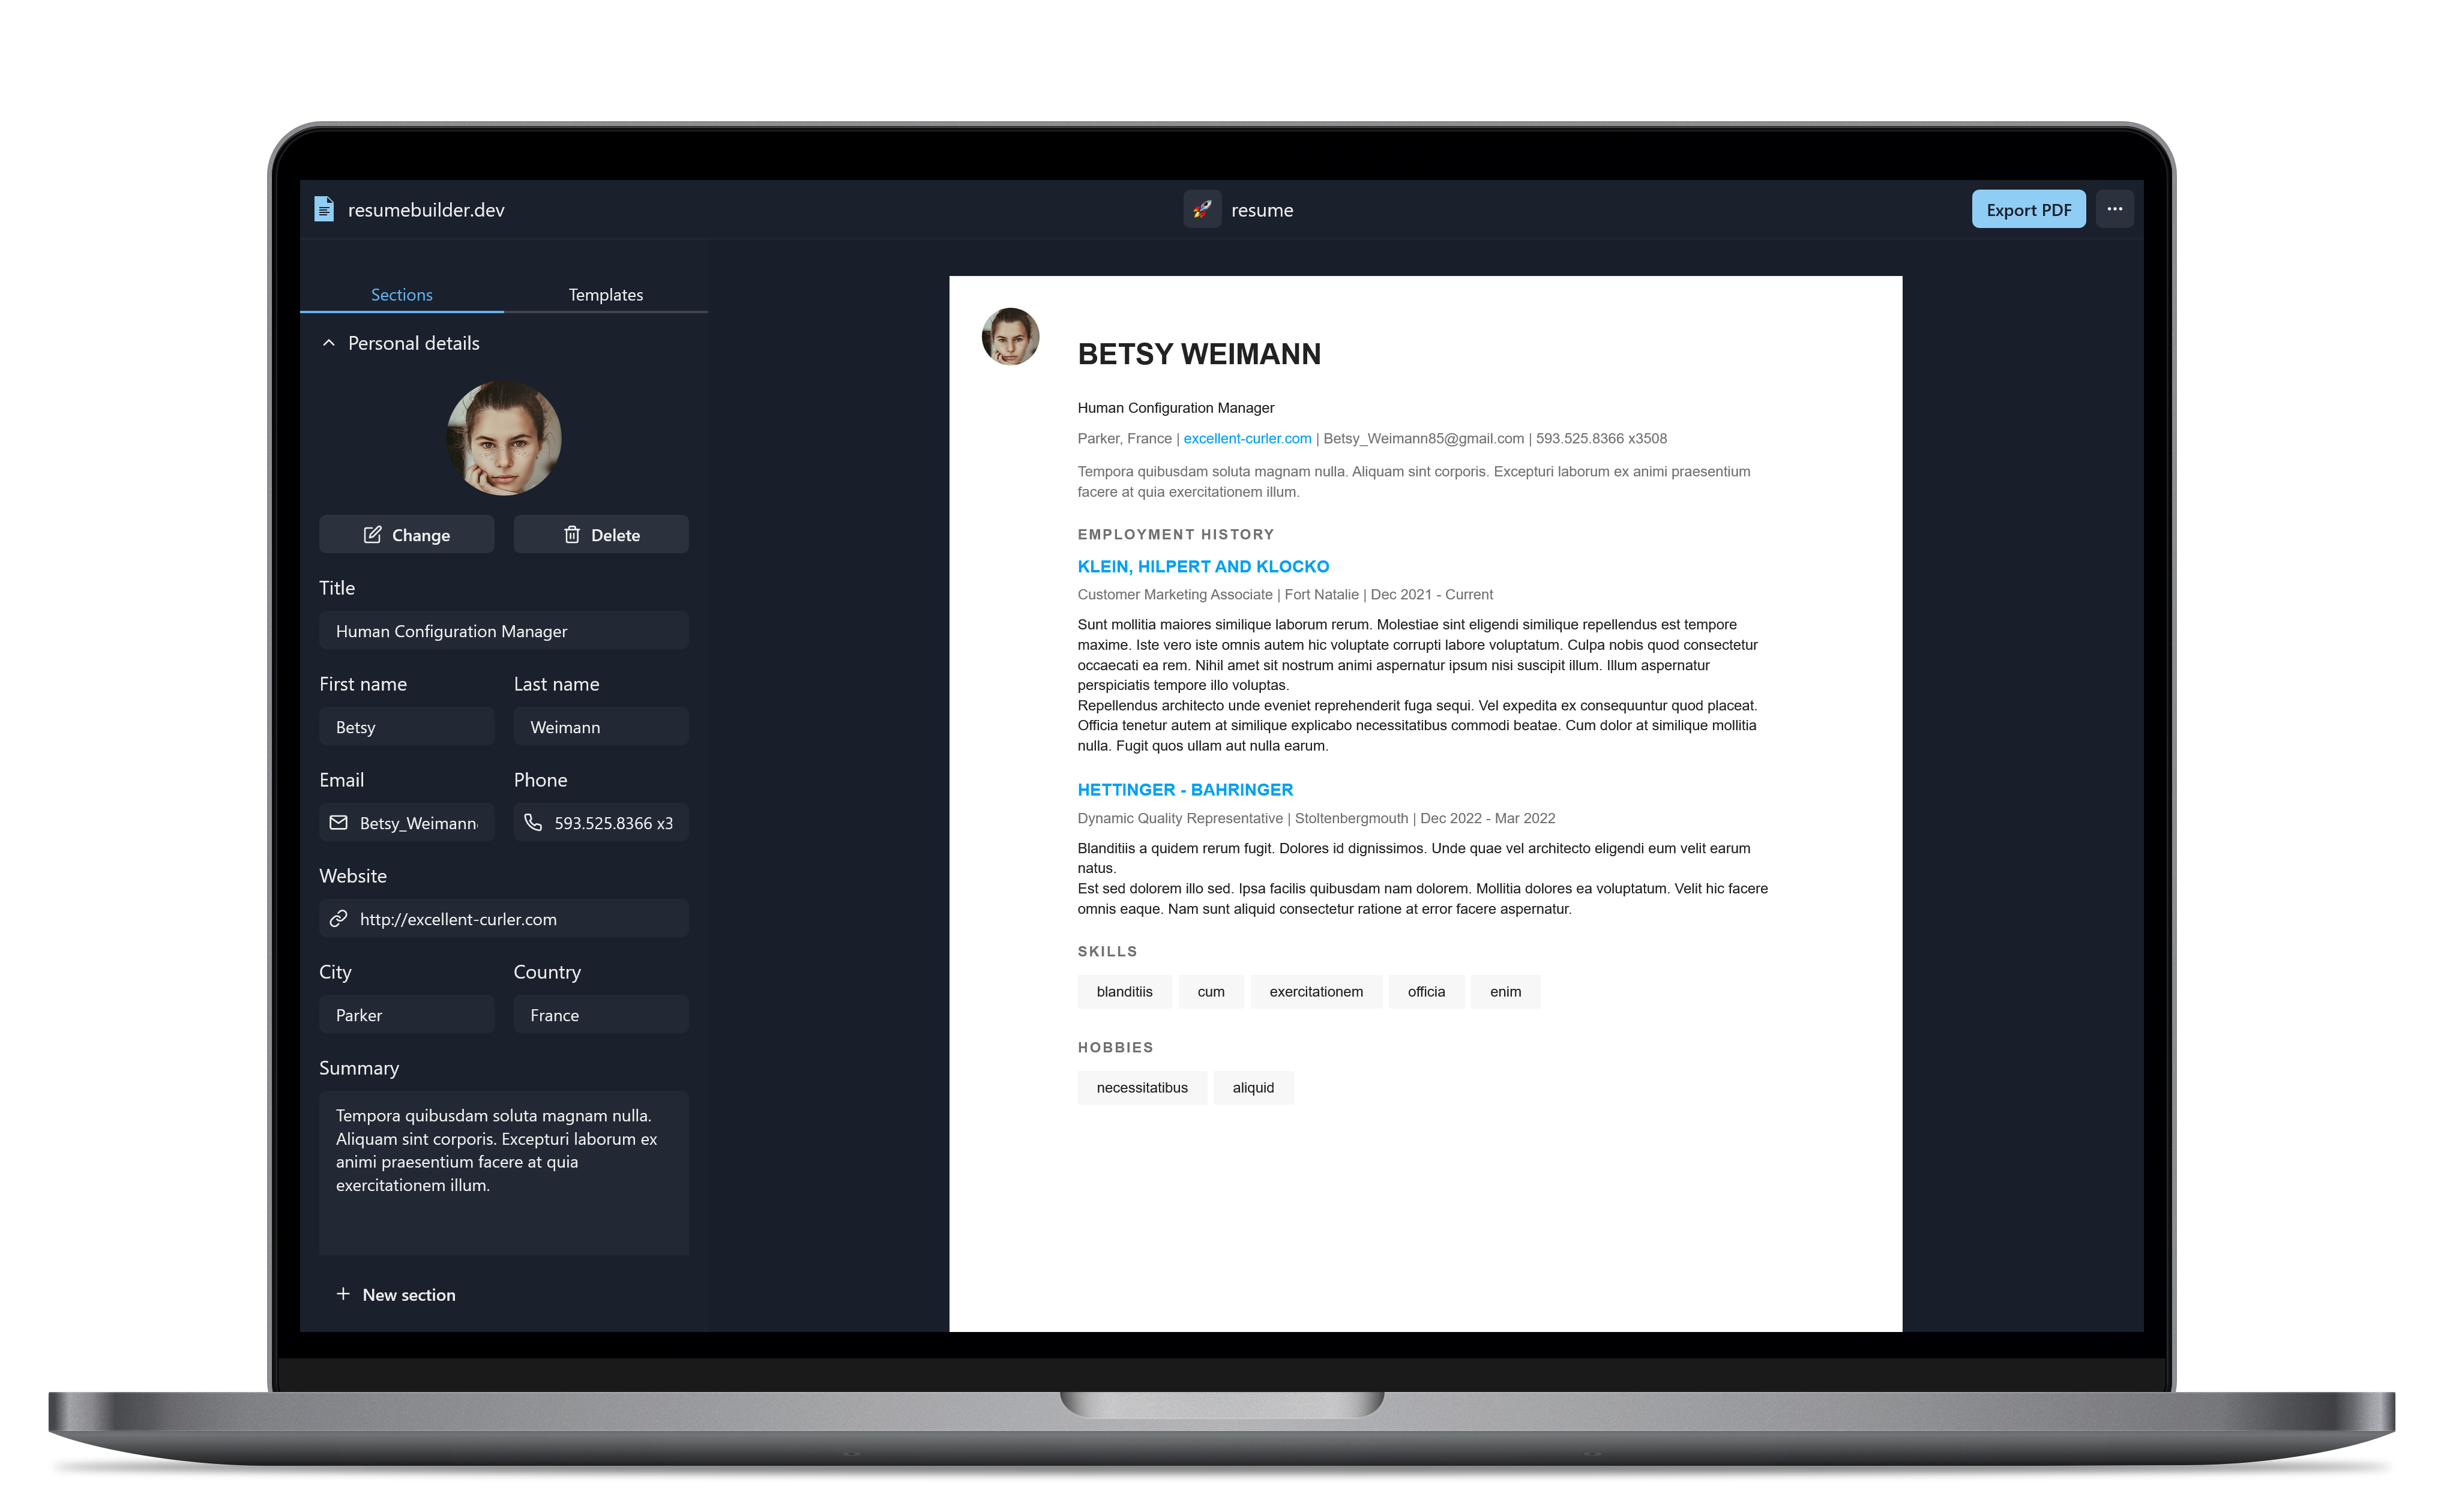 resumebuilder.dev
resume
Export PDF
Sections
Templates
Personal details
Change
Delete
Title
Human Configuration Manager
First name
Last name
Betsy
Weimann
Email
Phone
Betsy_Weimann
593.525.8366 x3
Website
http://excellent-curler.com
City
Country
Parker
France
Summary
Tempora quibusdam soluta magnam nulla.
Aliquam sint corporis. Excepturi laborum ex
animi praesentium facere at quia
exercitationem illum.
New section
BETSY WEIMANN
Human Configuration Manager
Parker, France | excellent-curler.com | Betsy_Weimann85@gmail.com | 593.525.8366 x3508
Tempora quibusdam soluta magnam nulla. Aliquam sint corporis. Excepturi laborum ex animi praesentium
facere at quia exercitationem illum.
EMPLOYMENT HISTORY
KLEIN, HILPERT AND KLOCKO
Customer Marketing Associate | Fort Natalie | Dec 2021 - Current
Sunt mollitia maiores similique laborum rerum. Molestiae sint eligendi similique repellendus est tempore
maxime. Iste vero iste omnis autem hic voluptate corrupti labore voluptatum. Culpa nobis quod consectetur
occaecati ea rem. Nihil amet sit nostrum animi aspernatur ipsum nisi suscipit illum. Illum aspernatur
perspiciatis tempore illo voluptas.
Repellendus architecto unde eveniet reprehenderit fuga sequi. Vel expedita ex consequuntur quod placeat.
Officia tenetur autem at similique explicabo necessitatibus commodi beatae. Cum dolor at similique mollitia
nulla. Fugit quos ullam aut nulla earum.
HETTINGER - BAHRINGER
Dynamic Quality Representative | Stoltenbergmouth | Dec 2022 - Mar 2022
Blanditiis a quidem rerum fugit. Dolores id dignissimos. Unde quae vel architecto eligendi eum velit earum
natus.
Est sed dolorem illo sed. Ipsa facilis quibusdam nam dolorem. Mollitia dolores ea voluptatum. Velit hic facere
omnis eaque. Nam sunt aliquid consectetur ratione at error facere aspernatur.
SKILLS
blanditiis
cum
exercitationem
officia
enim
HOBBIES
necessitatibus
aliquid